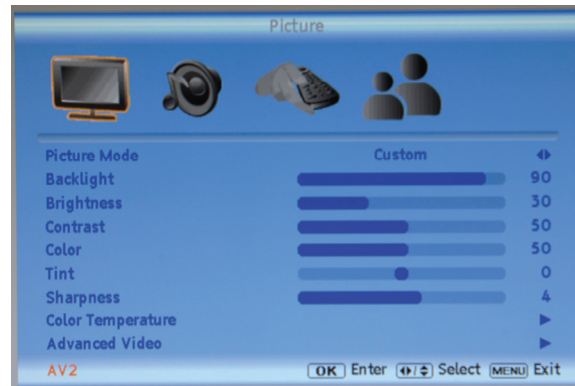 Picture
Picture Mode Custom
Backlight 90
Brightness 30
Contrast 50
Color 50
Tint 0
Sharpness 4
Color Temperature
Advanced Video
AV2 OK Enter Select MENU Exit